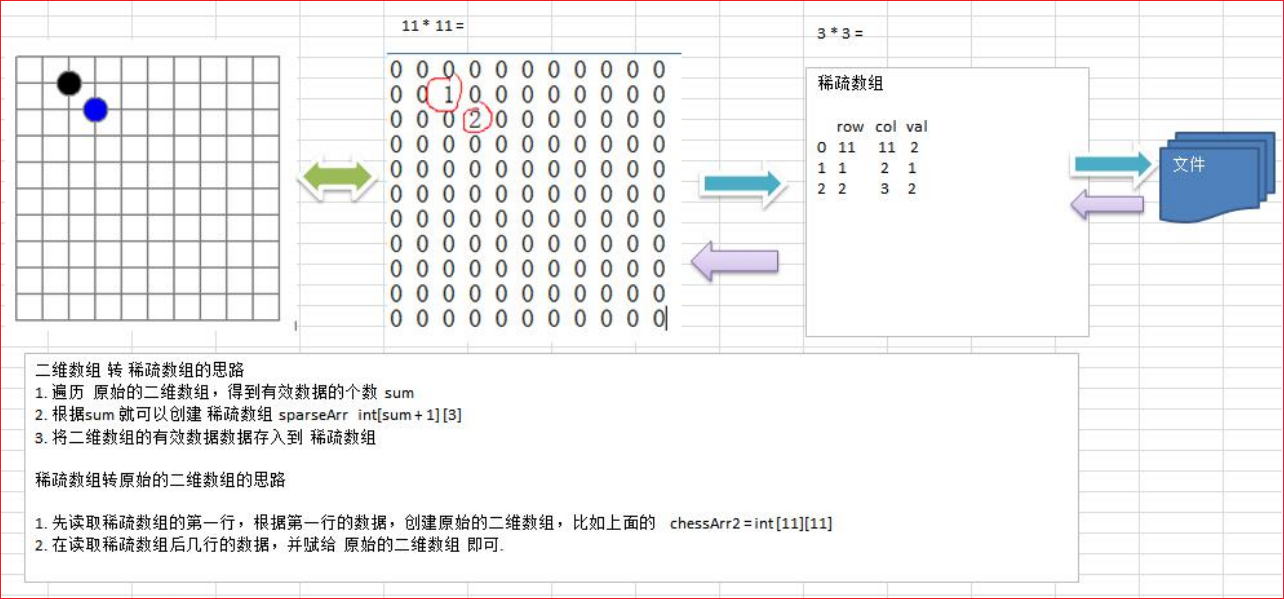 11 * 11 =
3 * 3 =
0 0 0 0 0 0 0 0 0 0 0
0 0 1 0 0 0 0 0 0 0 0
0 0 0 2 0 0 0 0 0 0 0
0 0 0 0 0 0 0 0 0 0 0
0 0 0 0 0 0 0 0 0 0 0
0 0 0 0 0 0 0 0 0 0 0
0 0 0 0 0 0 0 0 0 0 0
0 0 0 0 0 0 0 0 0 0 0
0 0 0 0 0 0 0 0 0 0 0
0 0 0 0 0 0 0 0 0 0 0
0 0 0 0 0 0 0 0 0 0 0
稀疏数组
row col val
0 11 11 2
1 1 2 1
2 2 3 2
文件
二维数组 转 稀疏数组的思路
1. 遍历 原始的二维数组，得到有效数据的个数 sum
2. 根据sum 就可以创建 稀疏数组 sparseArr int[sum + 1] [3]
3. 将二维数组的有效数据数据存入到 稀疏数组
稀疏数组转原始的二维数组的思路
1. 先读取稀疏数组的第一行，根据第一行的数据，创建原始的二维数组，比如上面的 chessArr2 = int [11][11]
2. 在读取稀疏数组后几行的数据，并赋给 原始的二维数组 即可.